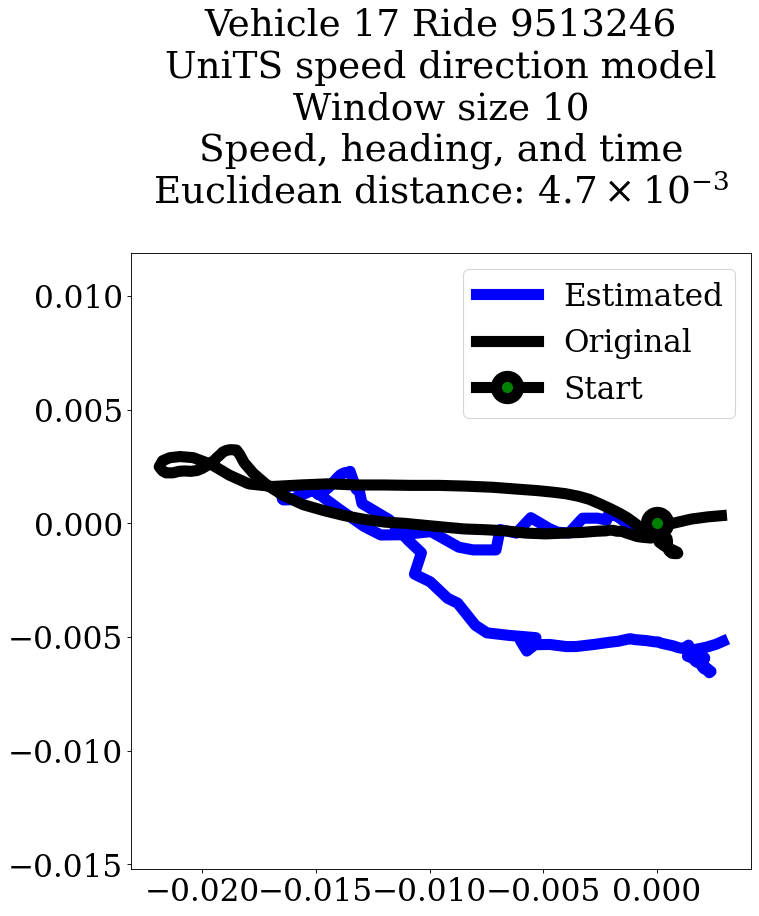 Vehicle 17 Ride 9513246
UniTS speed direction model
Window size 10
Speed, heading, and time
Euclidean distance: 4.7 × 10⁻³
Estimated
Original
Start
0.010
0.005
0.000
−0.005
−0.010
−0.015
−0.020 −0.015 −0.010 −0.005 0.000